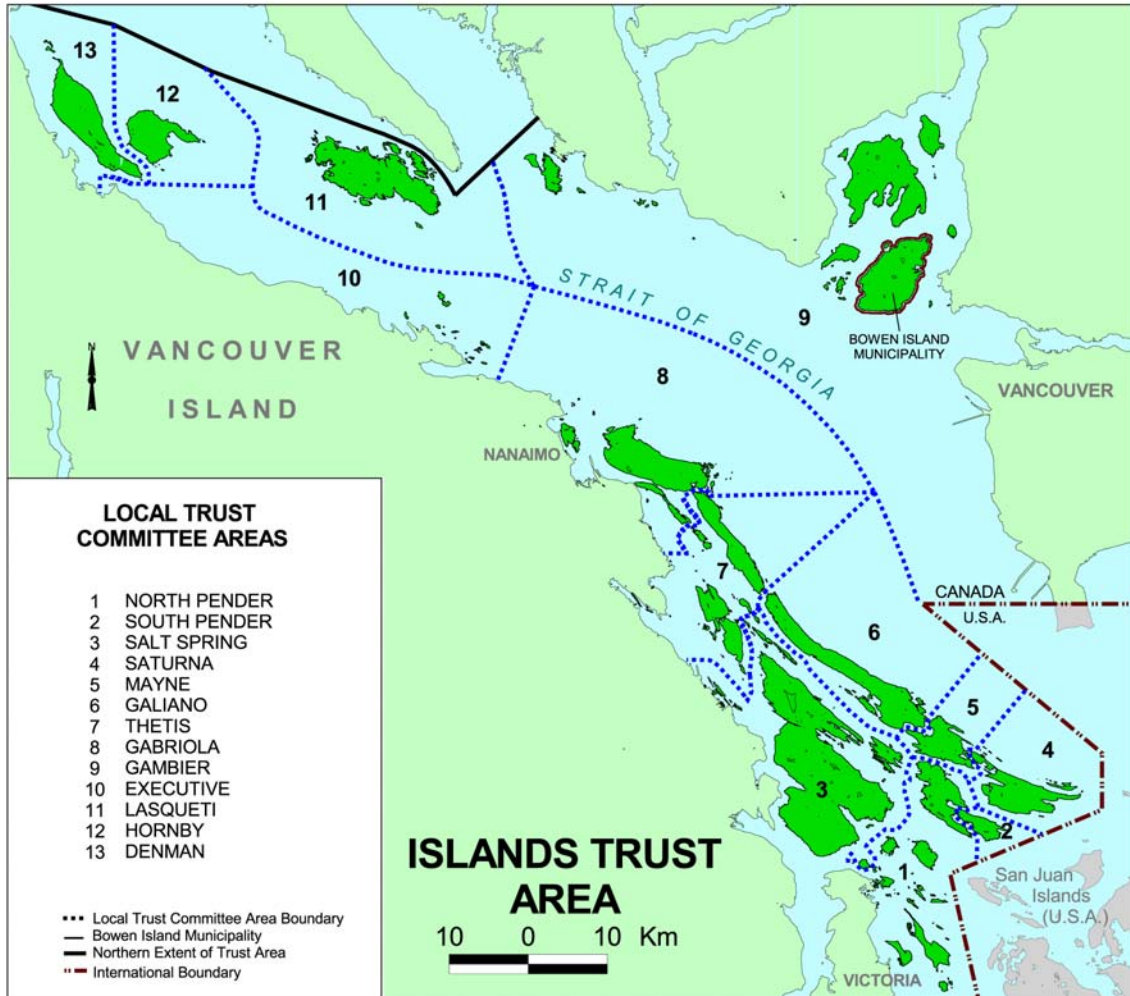 13
12
11
10
STRAIT OF GEORGIA
9
BOWEN ISLAND
MUNICIPALITY
N
VANCOUVER
ISLAND
8
VANCOUVER
NANAIMO
7
CANADA
U.S.A.
6
5
4
3
2
1
San Juan
Islands
(U.S.A.)
VICTORIA
LOCAL TRUST
COMMITTEE AREAS
1 NORTH PENDER
2 SOUTH PENDER
3 SALT SPRING
4 SATURNA
5 MAYNE
6 GALIANO
7 THETIS
8 GABRIOLA
9 GAMBIER
10 EXECUTIVE
11 LASQUETI
12 HORNBY
13 DENMAN
Local Trust Committee Area Boundary
Bowen Island Municipality
Northern Extent of Trust Area
International Boundary
ISLANDS TRUST
AREA
10 0 10 Km